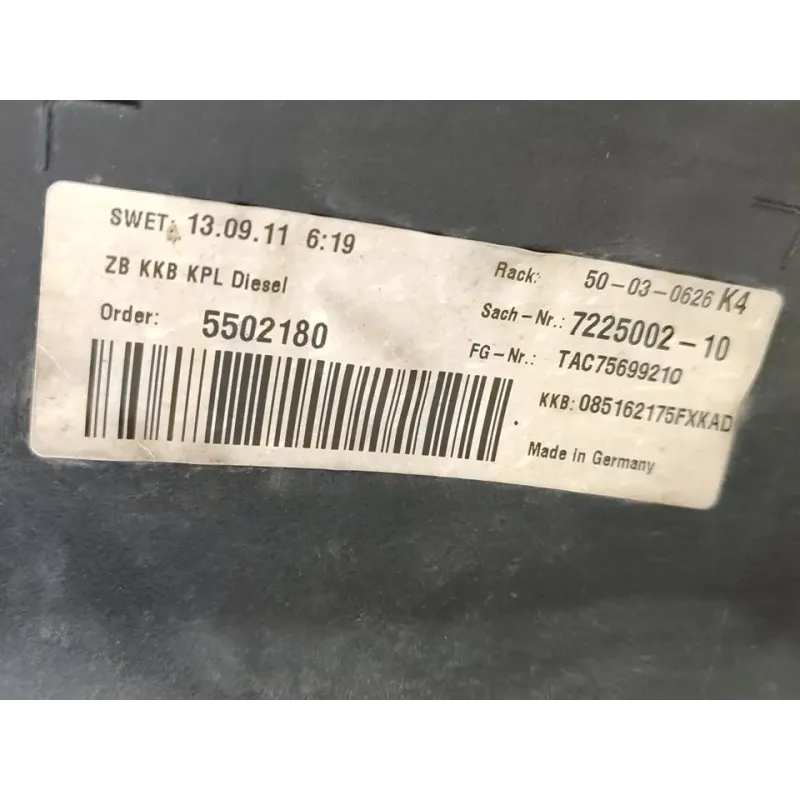 SWET: 13.09.11 6:19
ZB KKB KPL Diesel
Order: 5502180
Rack: 50-03-0626 K4
Sach-Nr.: 7225002-10
FG-Nr.: TAC75699210
KKB: 085162175FXKAD
Made in Germany